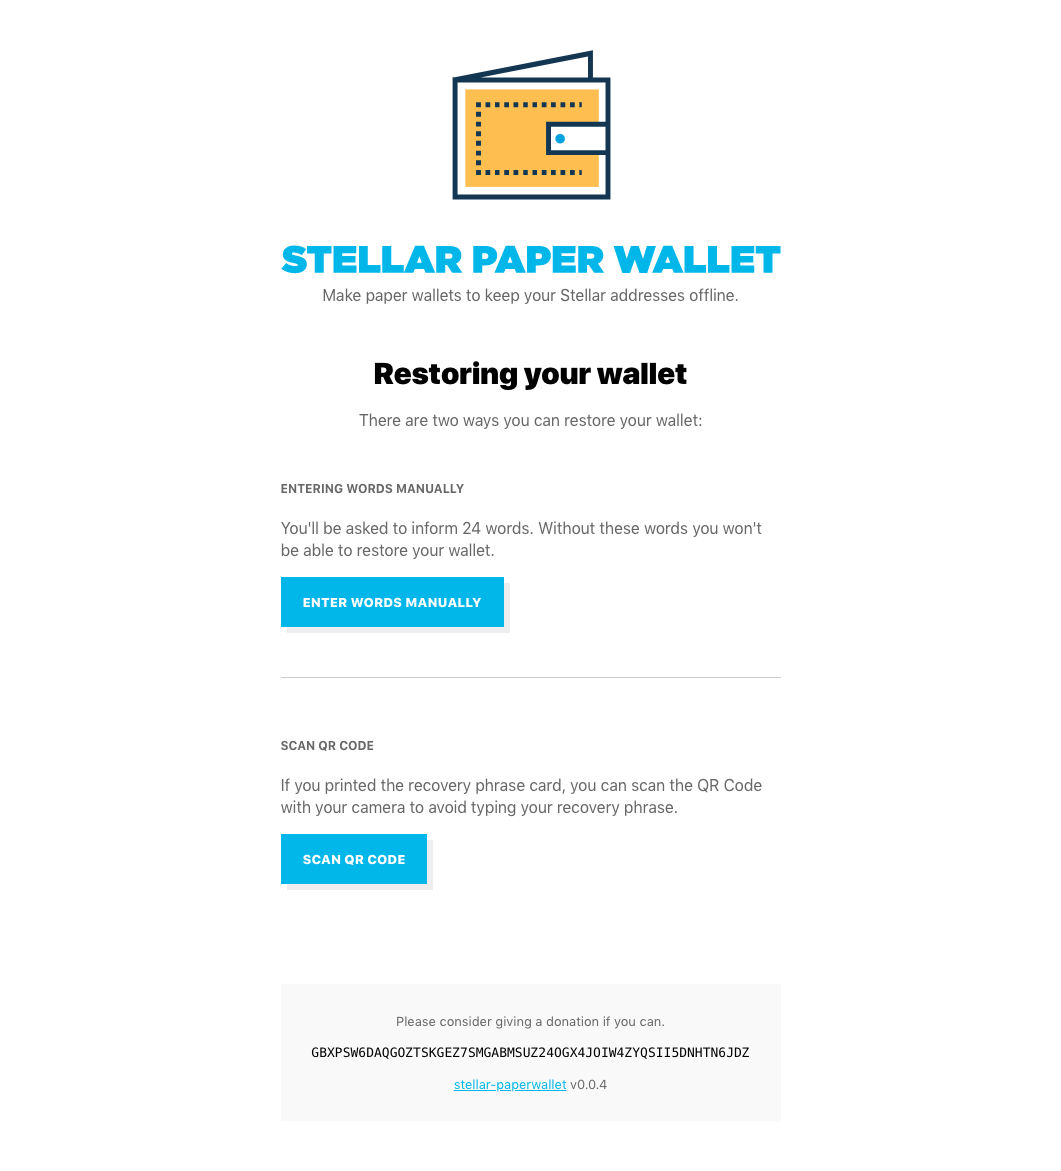 STELLAR PAPER WALLET
Make paper wallets to keep your Stellar addresses offline.
Restoring your wallet
There are two ways you can restore your wallet:
ENTERING WORDS MANUALLY
You'll be asked to inform 24 words. Without these words you won't
be able to restore your wallet.
ENTER WORDS MANUALLY
SCAN QR CODE
If you printed the recovery phrase card, you can scan the QR Code
with your camera to avoid typing your recovery phrase.
SCAN QR CODE
Please consider giving a donation if you can.
GBXPSW6DAQGOZTSKGEZ7SMGABMSUZ24OGX4JOIW4ZYQSII5DNHTN6JDZ
stellar-paperwallet v0.0.4